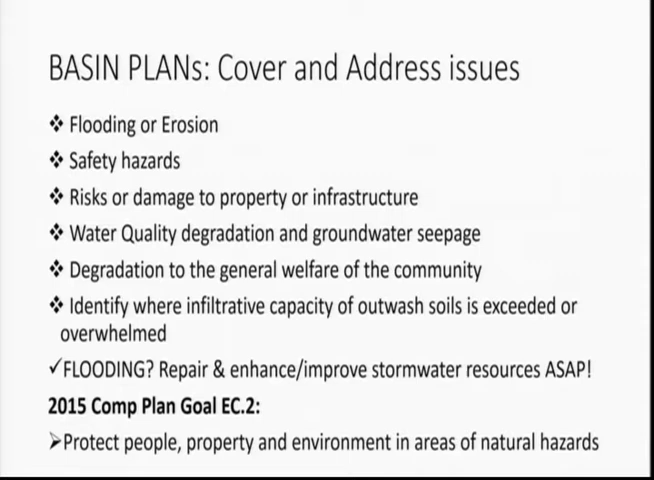 BASIN PLANs: Cover and Address issues
❖ Flooding or Erosion
❖ Safety hazards
❖ Risks or damage to property or infrastructure
❖ Water Quality degradation and groundwater seepage
❖ Degradation to the general welfare of the community
❖ Identify where infiltrative capacity of outwash soils is exceeded or
overwhelmed
✓FLOODING? Repair & enhance/improve stormwater resources ASAP!
2015 Comp Plan Goal EC.2:
➢Protect people, property and environment in areas of natural hazards